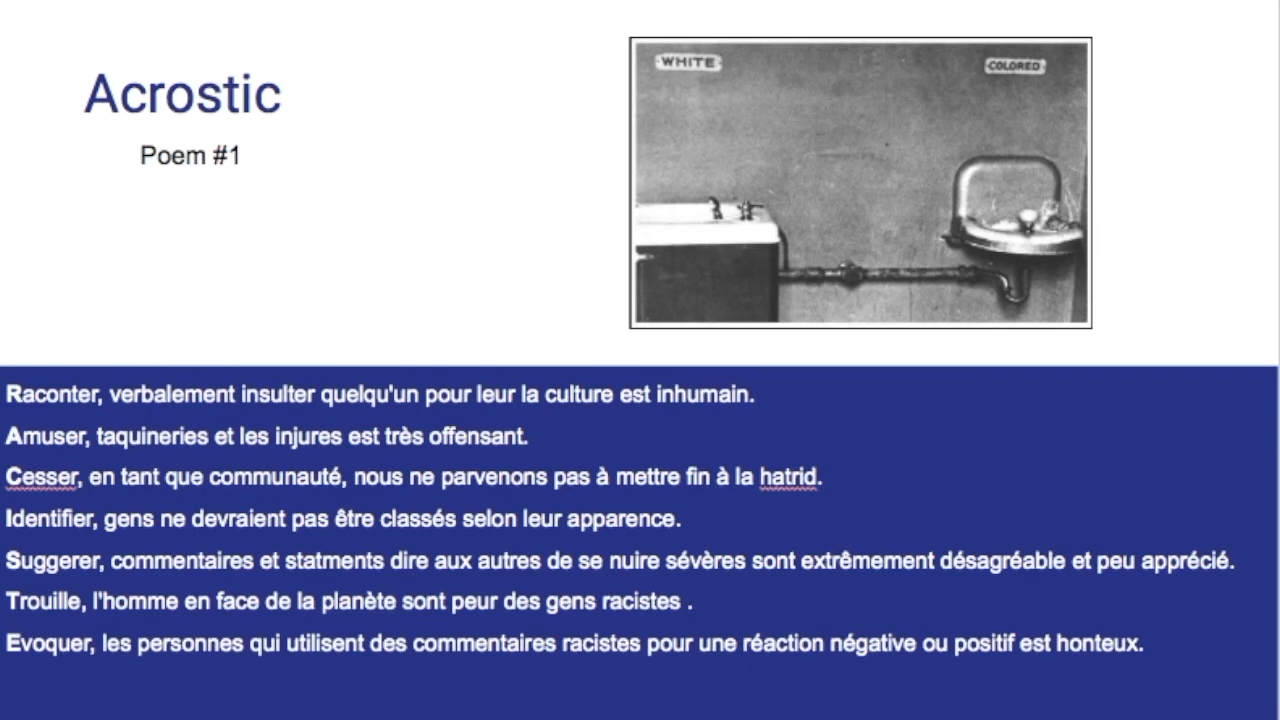 Acrostic
Poem #1
WHITE
COLORED
Raconter, verbalement insulter quelqu'un pour leur la culture est inhumain.
Amuser, taquineries et les injures est très offensant.
Cesser, en tant que communauté, nous ne parvenons pas à mettre fin à la hatrid.
Identifier, gens ne devraient pas être classés selon leur apparence.
Suggerer, commentaires et statments dire aux autres de se nuire sévères sont extrêmement désagréable et peu apprécié.
Trouille, l'homme en face de la planète sont peur des gens racistes .
Evoquer, les personnes qui utilisent des commentaires racistes pour une réaction négative ou positif est honteux.